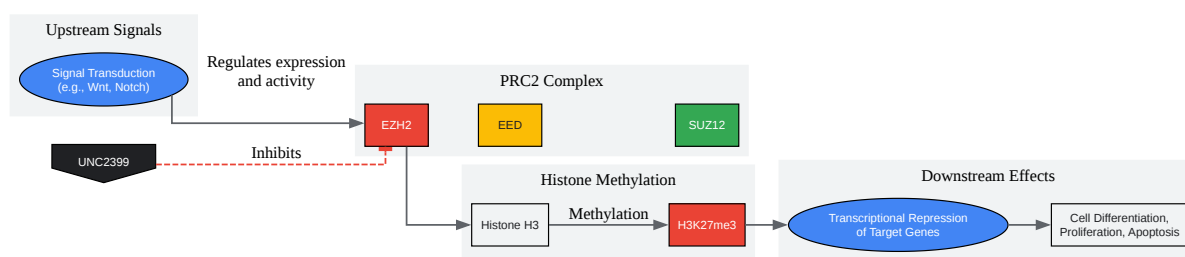 Upstream Signals
Signal Transduction
(e.g., Wnt, Notch)
Regulates expression
and activity
PRC2 Complex
EZH2
EED
SUZ12
UNC2399
Inhibits
Histone Methylation
Histone H3
Methylation
H3K27me3
Downstream Effects
Transcriptional Repression
of Target Genes
Cell Differentiation,
Proliferation, Apoptosis